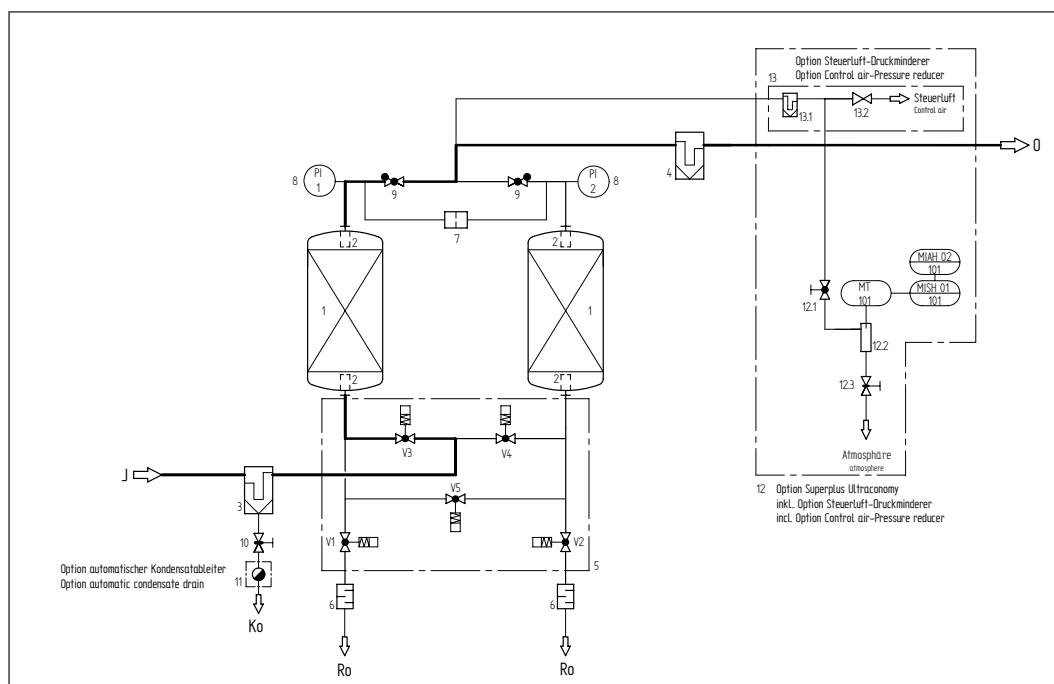 Option Steuerluft-Druckminderer
Option Control air-Pressure reducer
13
13.1
13.2
Steuerluft
Control air
O
4
8
PI
1
9
9
PI
2
8
7
2
2
1
1
2
2
MIAH 02
101
MT
101
MISH 01
101
12.1
12.2
12.3
Atmosphäre
atmosphere
V3
V4
J
3
V5
12 Option Superplus Ultraconomy
inkl. Option Steuerluft-Druckminderer
incl. Option Control air-Pressure reducer
10
V1
V2
5
Option automatischer Kondensatableiter
Option automatic condensate drain
11
6
6
Ko
Ro
Ro